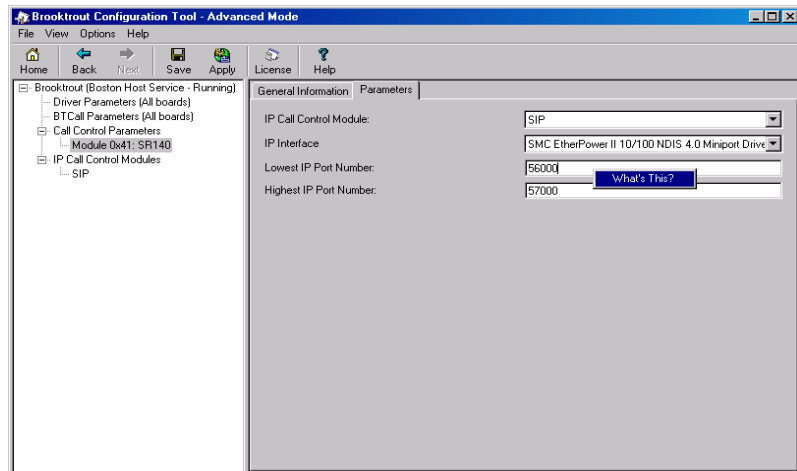 Brooktrout Configuration Tool - Advanced Mode
File View Options Help
Home Back Next Save Apply License Help
Brooktrout (Boston Host Service - Running)
Driver Parameters (All boards)
BTCall Parameters (All boards)
Call Control Parameters
Module 0x41: SR140
IP Call Control Modules
SIP
General Information Parameters
IP Call Control Module: SIP
IP Interface SMC EtherPower II 10/100 NDIS 4.0 Miniport Drive
Lowest IP Port Number: 56000
What's This?
Highest IP Port Number: 57000